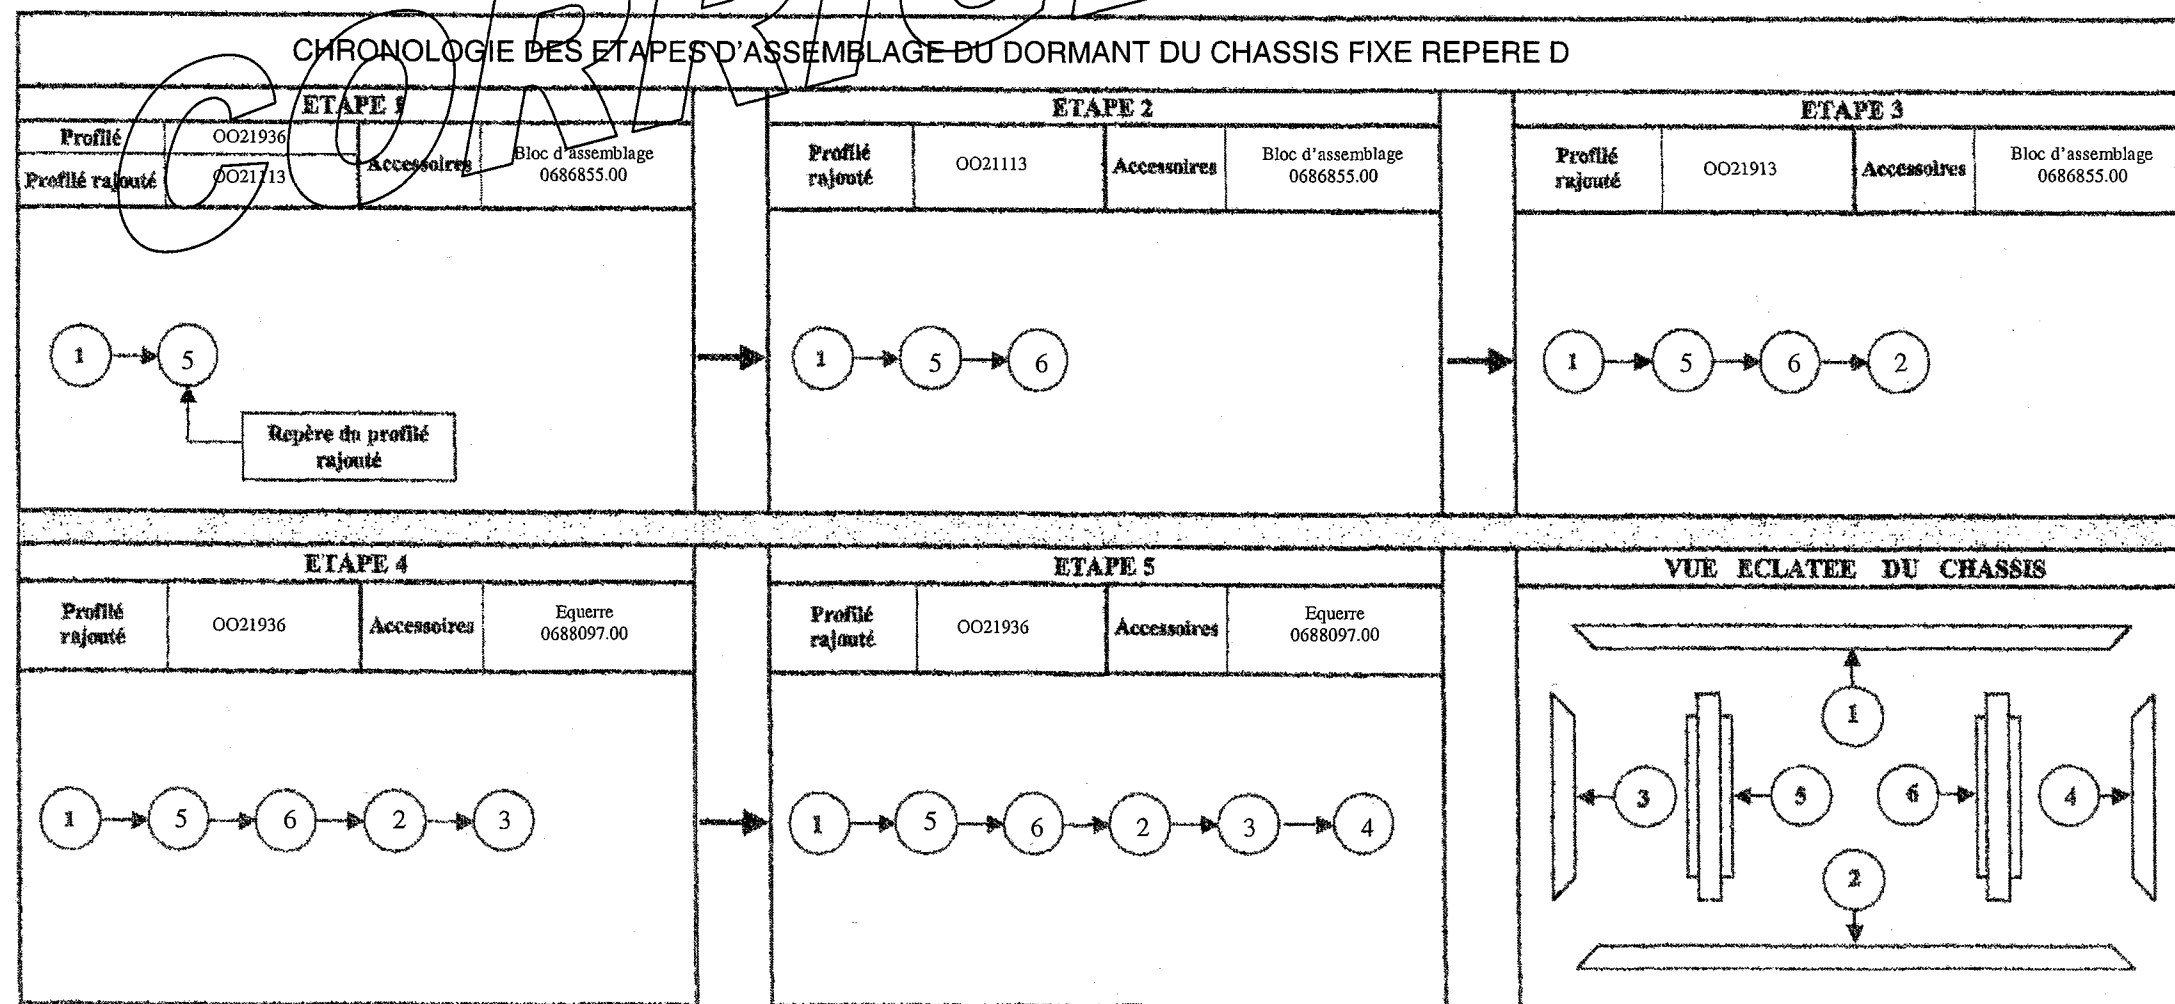 CORRIGE
CHRONOLOGIE DES ETAPES D'ASSEMBLAGE DU DORMANT DU CHASSIS FIXE REPERE D
ETAPE 1
Profilé OO21936
Profilé rajouté OO21113
Accessoires
Bloc d'assemblage
0686855.00
1 5
Repère du profilé
rajouté
ETAPE 2
Profilé
rajouté
OO21113
Accessoires
Bloc d'assemblage
0686855.00
1 5 6
ETAPE 3
Profilé
rajouté
OO21913
Accessoires
Bloc d'assemblage
0686855.00
1 5 6 2
ETAPE 4
Profilé
rajouté
OO21936
Accessoires
Equerre
0688097.00
1 5 6 2 3
ETAPE 5
Profilé
rajouté
OO21936
Accessoires
Equerre
0688097.00
1 5 6 2 3 4
VUE ECLATEE DU CHASSIS
1
3 5 6 4
2